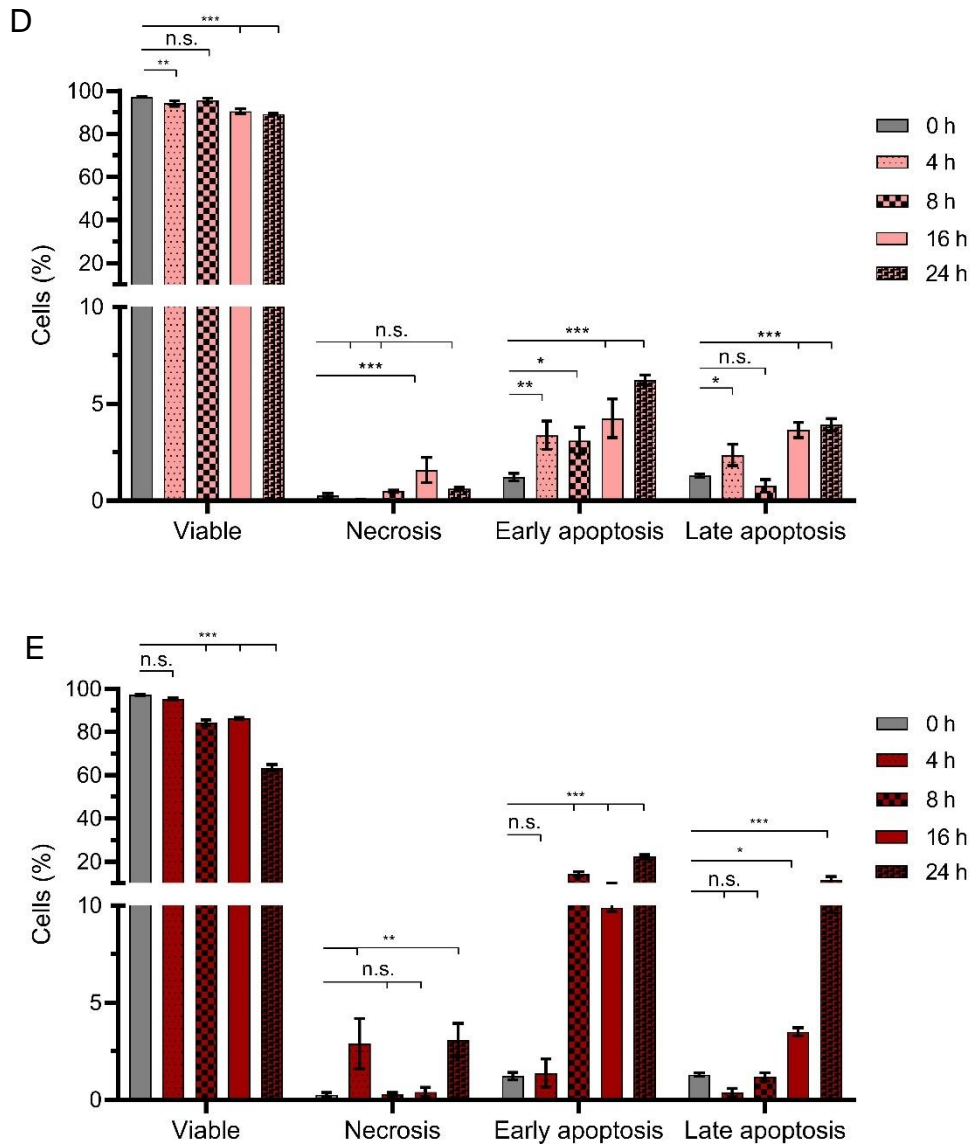 D
***
n.s.
**
100
80
60
40
20
10
5
0
Cells (%)
n.s.
***
***
*
**
***
n.s.
*
Viable
Necrosis
Early apoptosis
Late apoptosis
0 h
4 h
8 h
16 h
24 h
E
***
n.s.
100
80
60
40
20
10
5
0
Cells (%)
**
n.s.
***
n.s.
***
*
n.s.
Viable
Necrosis
Early apoptosis
Late apoptosis
0 h
4 h
8 h
16 h
24 h